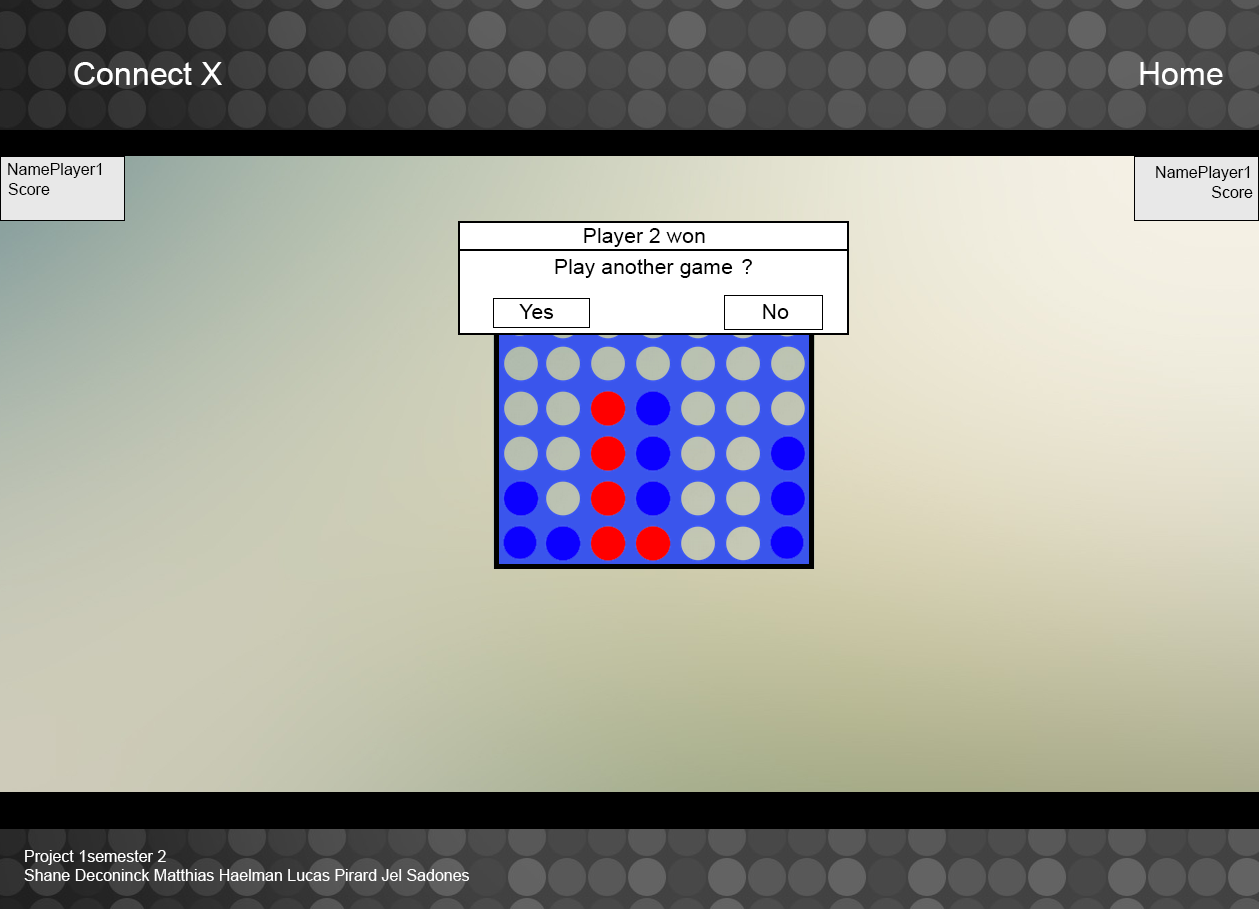 Connect X
Home
NamePlayer1
Score
NamePlayer1
Score
Player 2 won
Play another game ?
Yes
No
Project 1semester 2
Shane Deconinck Matthias Haelman Lucas Pirard Jel Sadones